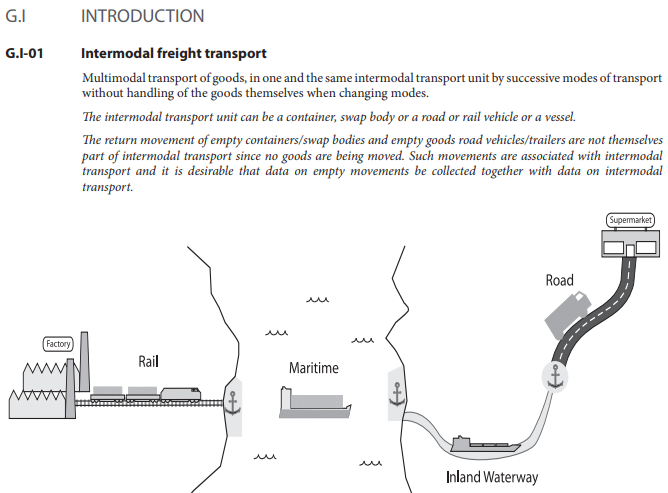 G.I INTRODUCTION
G.I-01 Intermodal freight transport
Multimodal transport of goods, in one and the same intermodal transport unit by successive modes of transport
without handling of the goods themselves when changing modes.
The intermodal transport unit can be a container, swap body or a road or rail vehicle or a vessel.
The return movement of empty containers/swap bodies and empty goods road vehicles/trailers are not themselves
part of intermodal transport since no goods are being moved. Such movements are associated with intermodal
transport and it is desirable that data on empty movements be collected together with data on intermodal
transport.
Supermarket
Road
Factory
Rail
Maritime
Inland Waterway